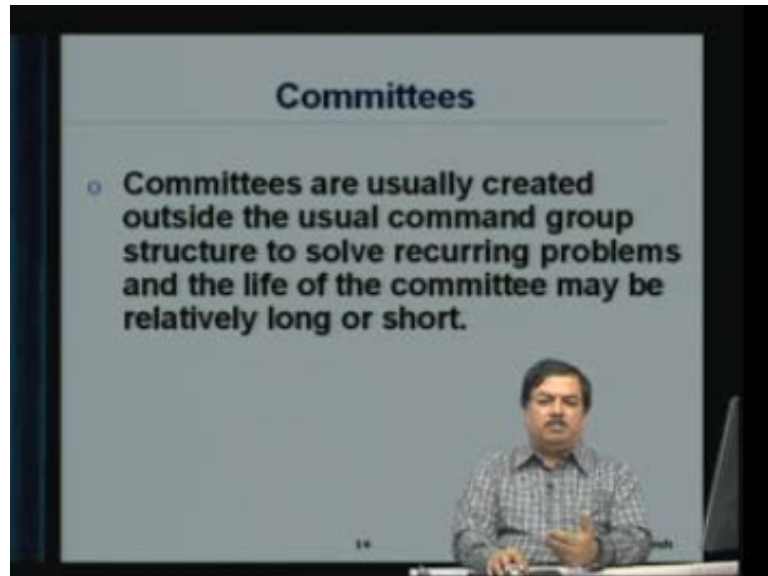 Committees
o Committees are usually created
outside the usual command group
structure to solve recurring problems
and the life of the committee may be
relatively long or short.
14